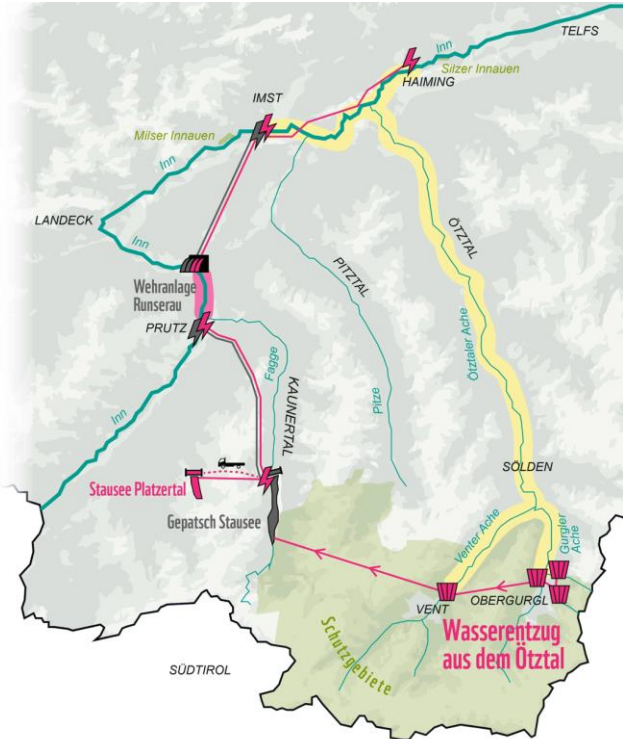 TELFS
Inn
Silzer Innauen
HAIMING
IMST
Milser Innauen
Inn
LANDECK
Inn
ÖTZTAL
PITZTAL
Wehranlage
Runserau
PRUTZ
Fagge
Ötztaler Ache
KAUNERTAL
Pitze
Inn
SÖLDEN
Stausee Platzertal
Gepatsch Stausee
Venter Ache
Gurgler
Ache
VENT
OBERGURGL
Wasserentzug
aus dem Ötztal
Schutzgebiete
SÜDTIROL